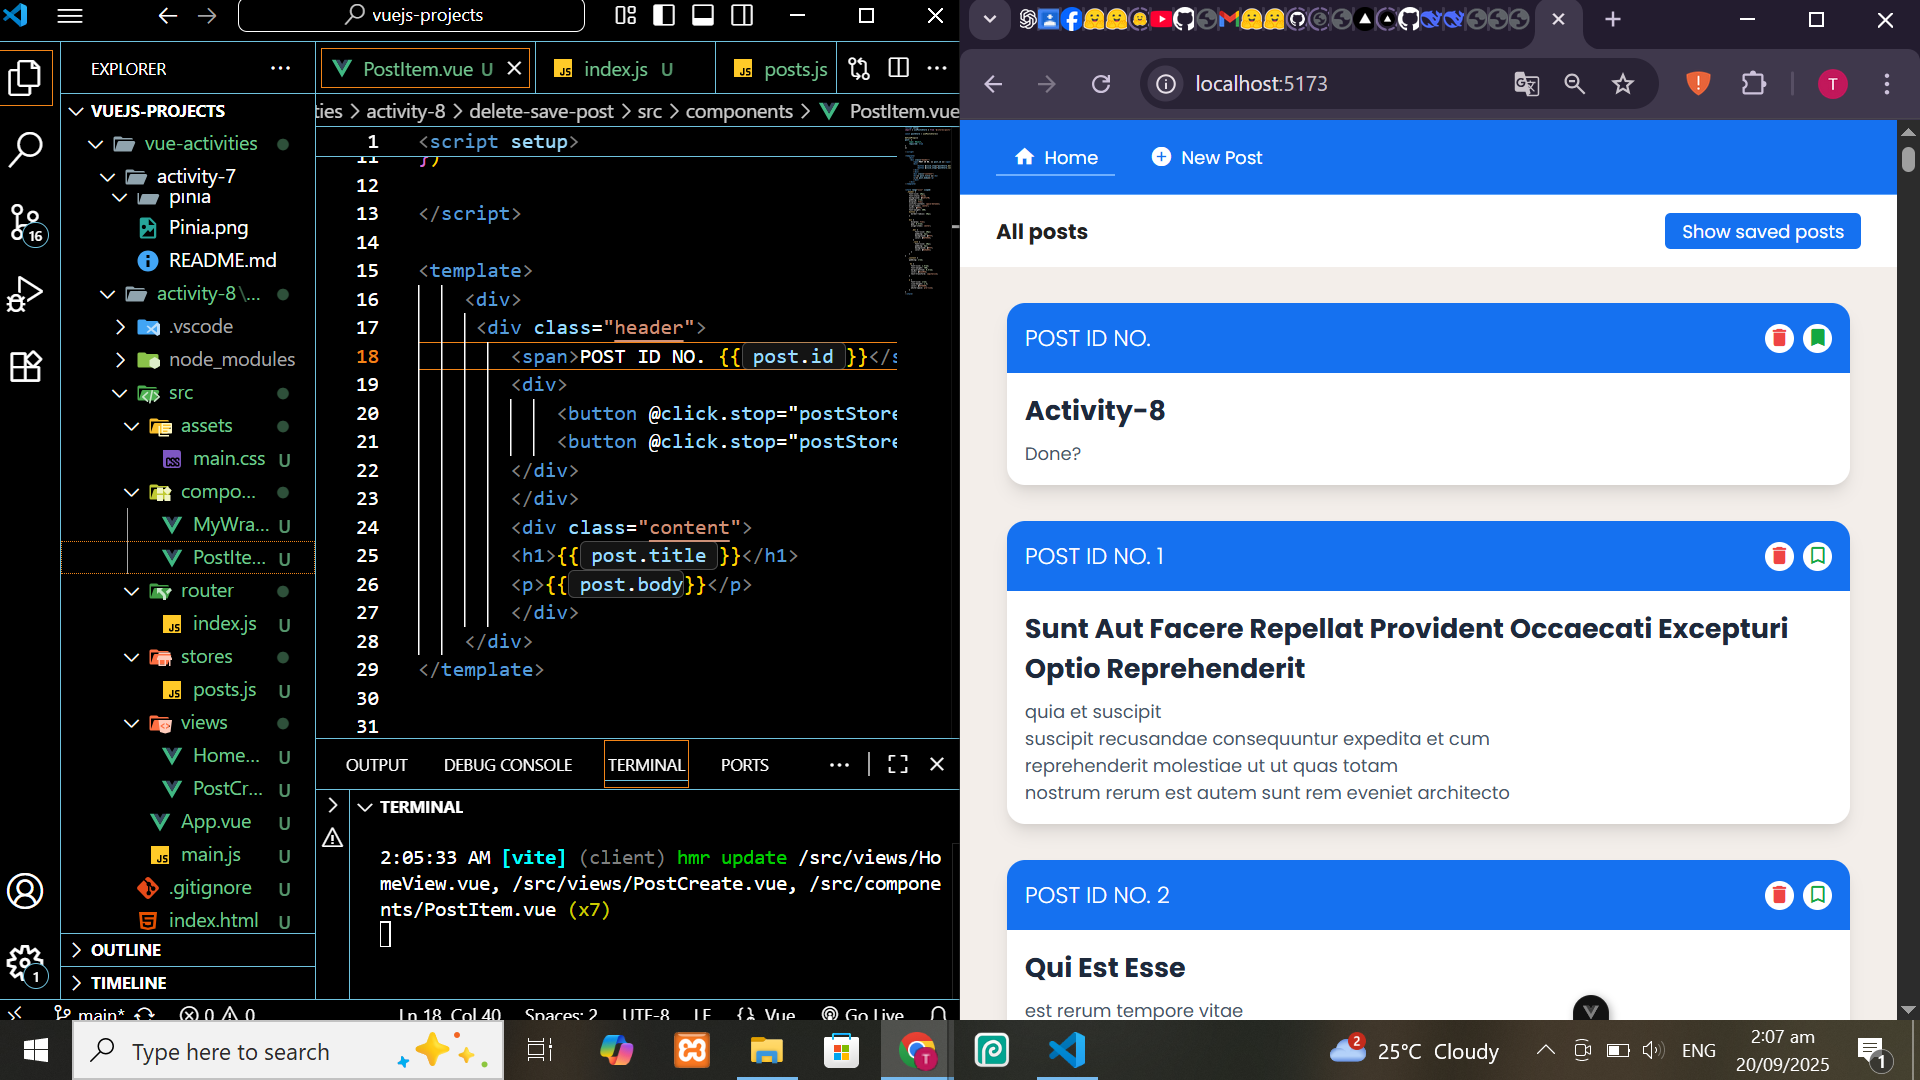 vuejs-projects
EXPLORER
VUEJS-PROJECTS
vue-activities
activity-7
pinia
Pinia.png
README.md
activity-8\...
.vscode
node_modules
src
assets
main.css U
compo...
MyWra... U
PostIte... U
router
index.js U
stores
posts.js U
views
Home... U
PostCr... U
App.vue U
main.js U
.gitignore U
index.html U
OUTLINE
TIMELINE
16
1
PostItem.vue U
index.js U
posts.js
ties > activity-8 > delete-save-post > src > components > PostItem.vue
1 <script setup>
11 })
12
13 </script>
14
15 <template>
16 <div>
17 <div class="header">
18 <span>POST ID NO. {{ post.id }}</s
19 <div>
20 <button @click.stop="postStore
21 <button @click.stop="postStore
22 </div>
23 </div>
24 <div class="content">
25 <h1>{{ post.title }}</h1>
26 <p>{{ post.body}}</p>
27 </div>
28 </div>
29 </template>
30
31
OUTPUT
DEBUG CONSOLE
TERMINAL
PORTS
TERMINAL
2:05:33 AM [vite] (client) hmr update /src/views/Ho
meView.vue, /src/views/PostCreate.vue, /src/compone
nts/PostItem.vue (x7)
main* 0 0 Ln 18, Col 40 Spaces: 2 UTF-8 LF {} Vue Go Live
localhost:5173
T
Home
New Post
All posts
Show saved posts
POST ID NO.
Activity-8
Done?
POST ID NO. 1
Sunt Aut Facere Repellat Provident Occaecati Excepturi
Optio Reprehenderit
quia et suscipit
suscipit recusandae consequuntur expedita et cum
reprehenderit molestiae ut ut quas totam
nostrum rerum est autem sunt rem eveniet architecto
POST ID NO. 2
Qui Est Esse
est rerum tempore vitae
Type here to search
T
2
25°C Cloudy
ENG
2:07 am
20/09/2025
1